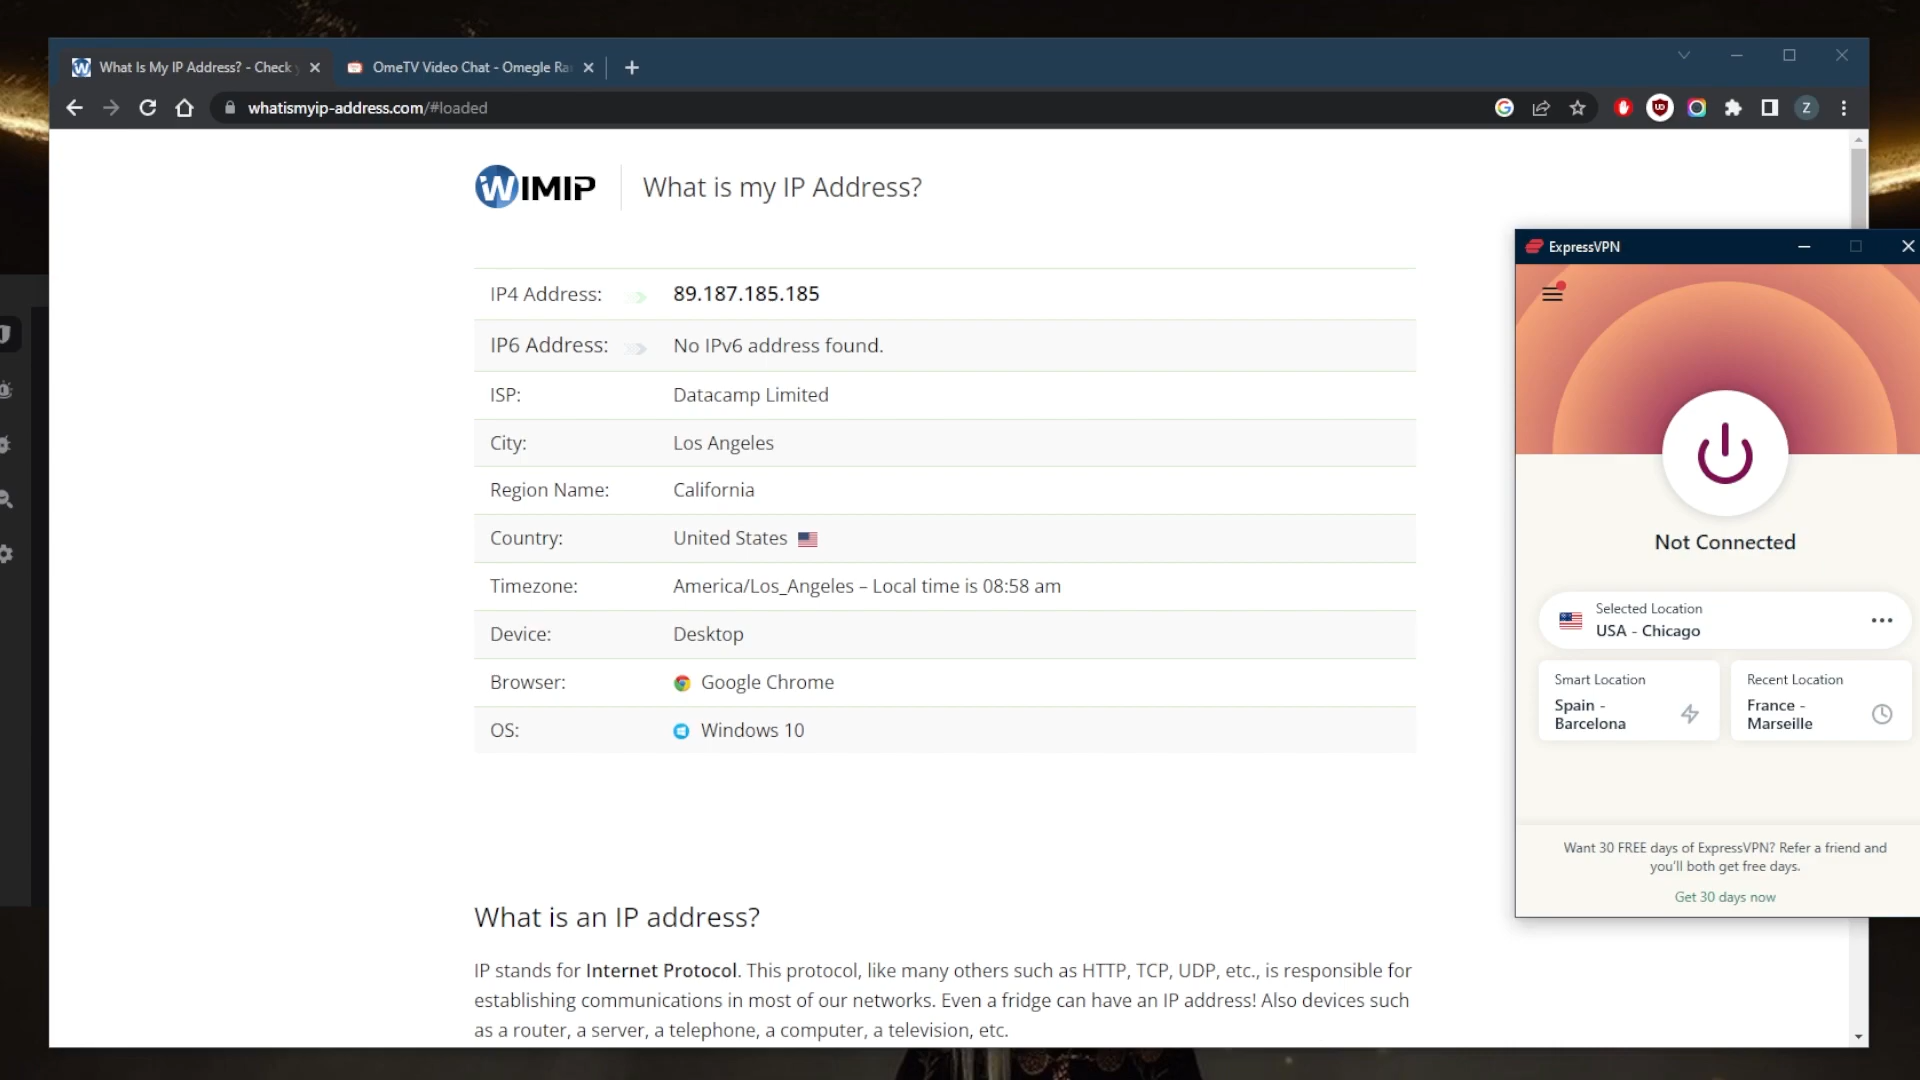 What Is My IP Address? - Check y
OmeTV Video Chat - Omegle Ra
whatismyip-address.com/#loaded
Z
WIMIP
What is my IP Address?
IP4 Address: 89.187.185.185
IP6 Address: No IPv6 address found.
ISP: Datacamp Limited
City: Los Angeles
Region Name: California
Country: United States
Timezone: America/Los_Angeles – Local time is 08:58 am
Device: Desktop
Browser: Google Chrome
OS: Windows 10
What is an IP address?
IP stands for Internet Protocol. This protocol, like many others such as HTTP, TCP, UDP, etc., is responsible for
establishing communications in most of our networks. Even a fridge can have an IP address! Also devices such
as a router, a server, a telephone, a computer, a television, etc.
ExpressVPN
Not Connected
Selected Location
USA - Chicago
Smart Location
Spain -
Barcelona
Recent Location
France -
Marseille
Want 30 FREE days of ExpressVPN? Refer a friend and
you'll both get free days.
Get 30 days now